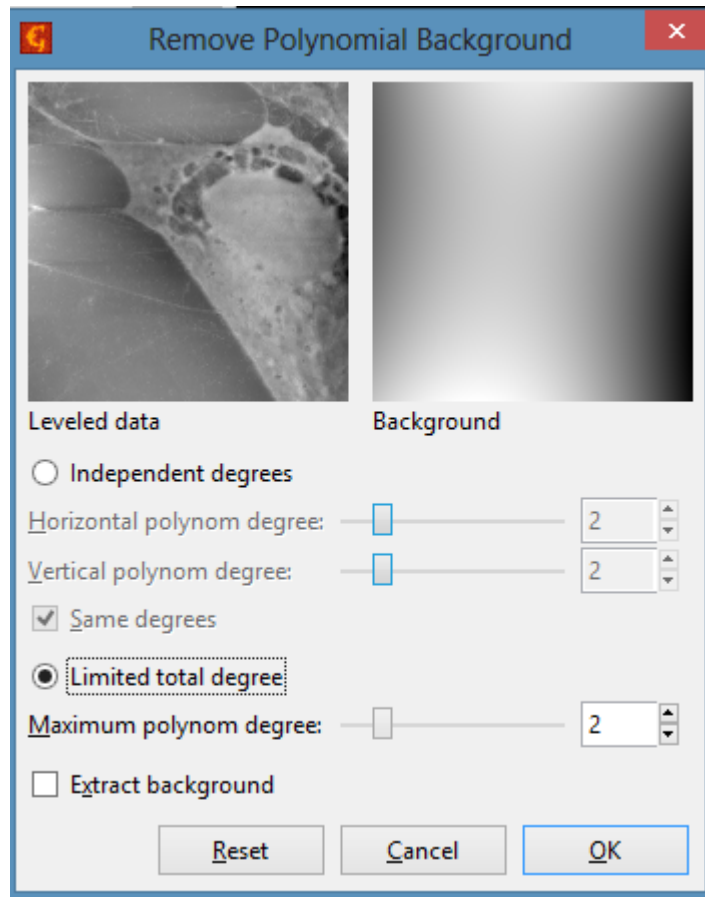 Remove Polynomial Background
Leveled data Background
Independent degrees
Horizontal polynom degree: 2
Vertical polynom degree: 2
Same degrees
Limited total degree
Maximum polynom degree: 2
Extract background
Reset Cancel OK